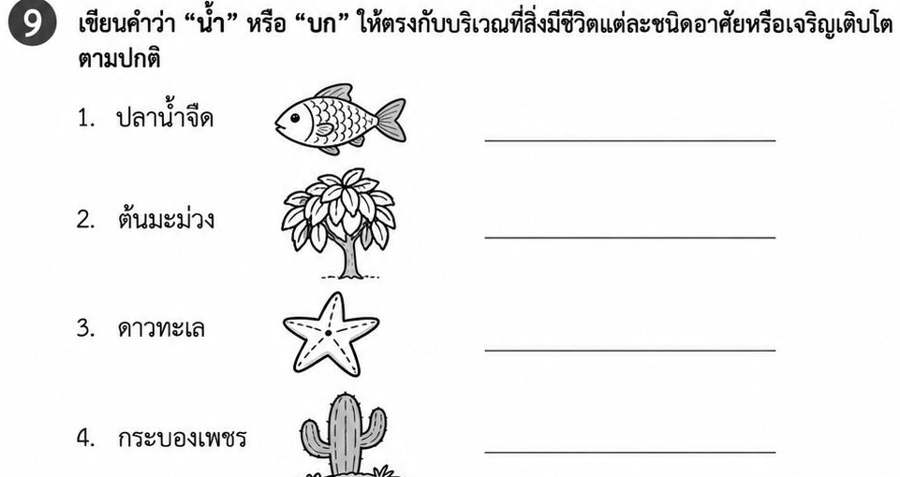 9 เขียนคำว่า “น้ำ” หรือ “บก” ให้ตรงกับบริเวณที่สิ่งมีชีวิตแต่ละชนิดอาศัยหรือเจริญเติบโต
ตามปกติ
1. ปลาน้ำจืด
2. ต้นมะม่วง
3. ดาวทะเล
4. กระบองเพชร